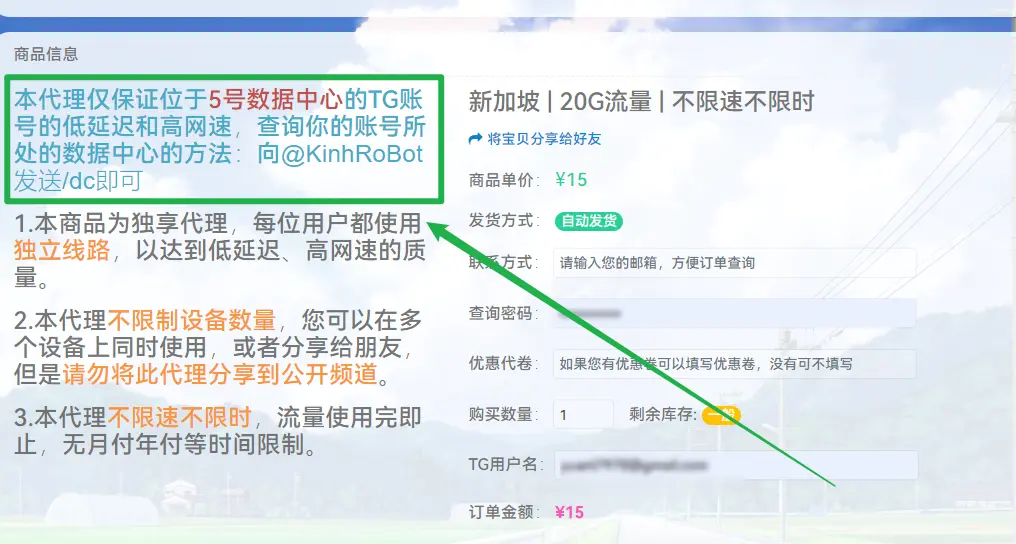 商品信息
本代理仅保证位于5号数据中心的TG账
号的低延迟和高网速，查询你的账号所
处的数据中心的方法：向@KinhRoBot
发送/dc即可
1.本商品为独享代理，每位用户都使用
独立线路，以达到低延迟、高网速的质
量。
2.本代理不限制设备数量，您可以在多
个设备上同时使用，或者分享给朋友，
但是请勿将此代理分享到公开频道。
3.本代理不限速不限时，流量使用完即
止，无月付年付等时间限制。
新加坡 | 20G流量 | 不限速不限时
将宝贝分享给好友
商品单价： ¥15
发货方式： 自动发货
联系方式： 请输入您的邮箱，方便订单查询
查询密码：
优惠代卷： 如果您有优惠卷可以填写优惠卷，没有可不填写
购买数量： 1 剩余库存: 一般
TG用户名：
订单金额： ¥15